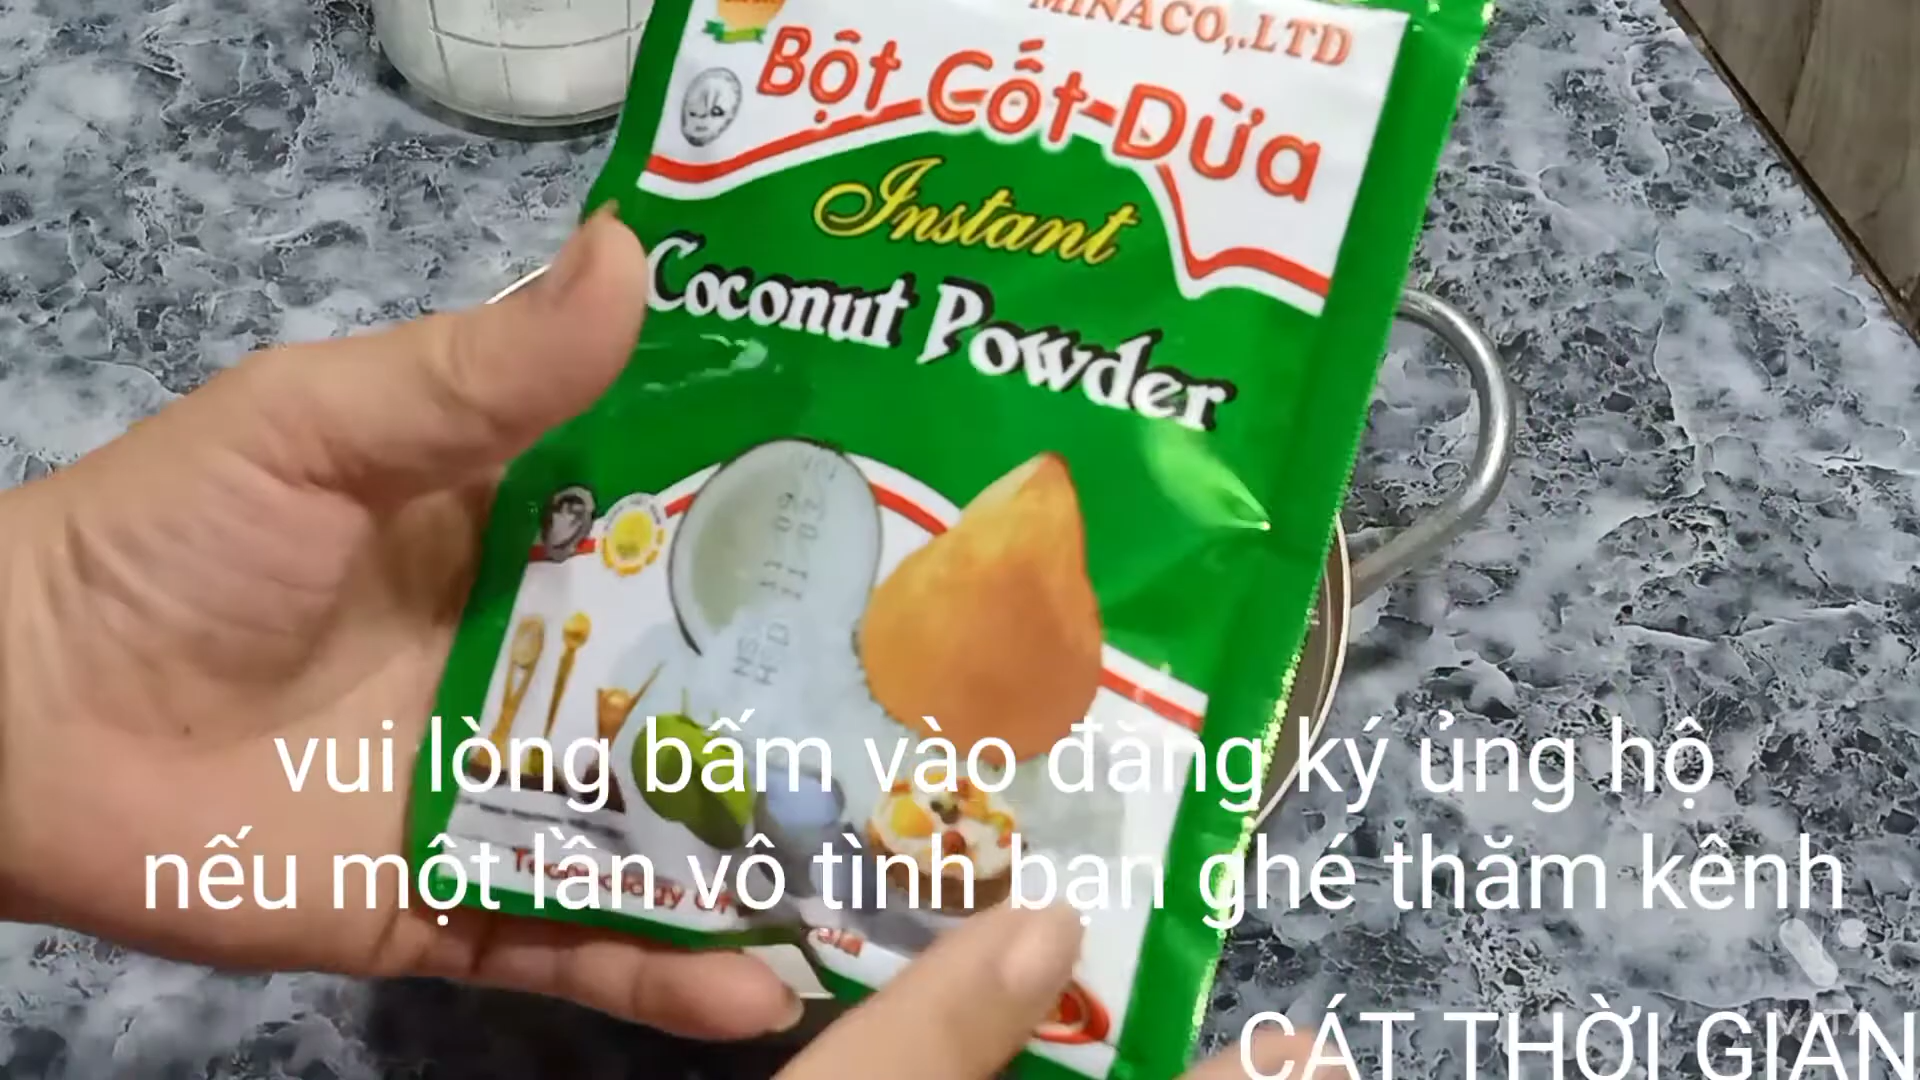 MINACO,.LTD
Bột Cốt Dừa
Instant
Coconut Powder
vui lòng bấm vào đăng ký ủng hộ
nếu một lần vô tình bạn ghé thăm kênh
CÁT THỜI GIAN